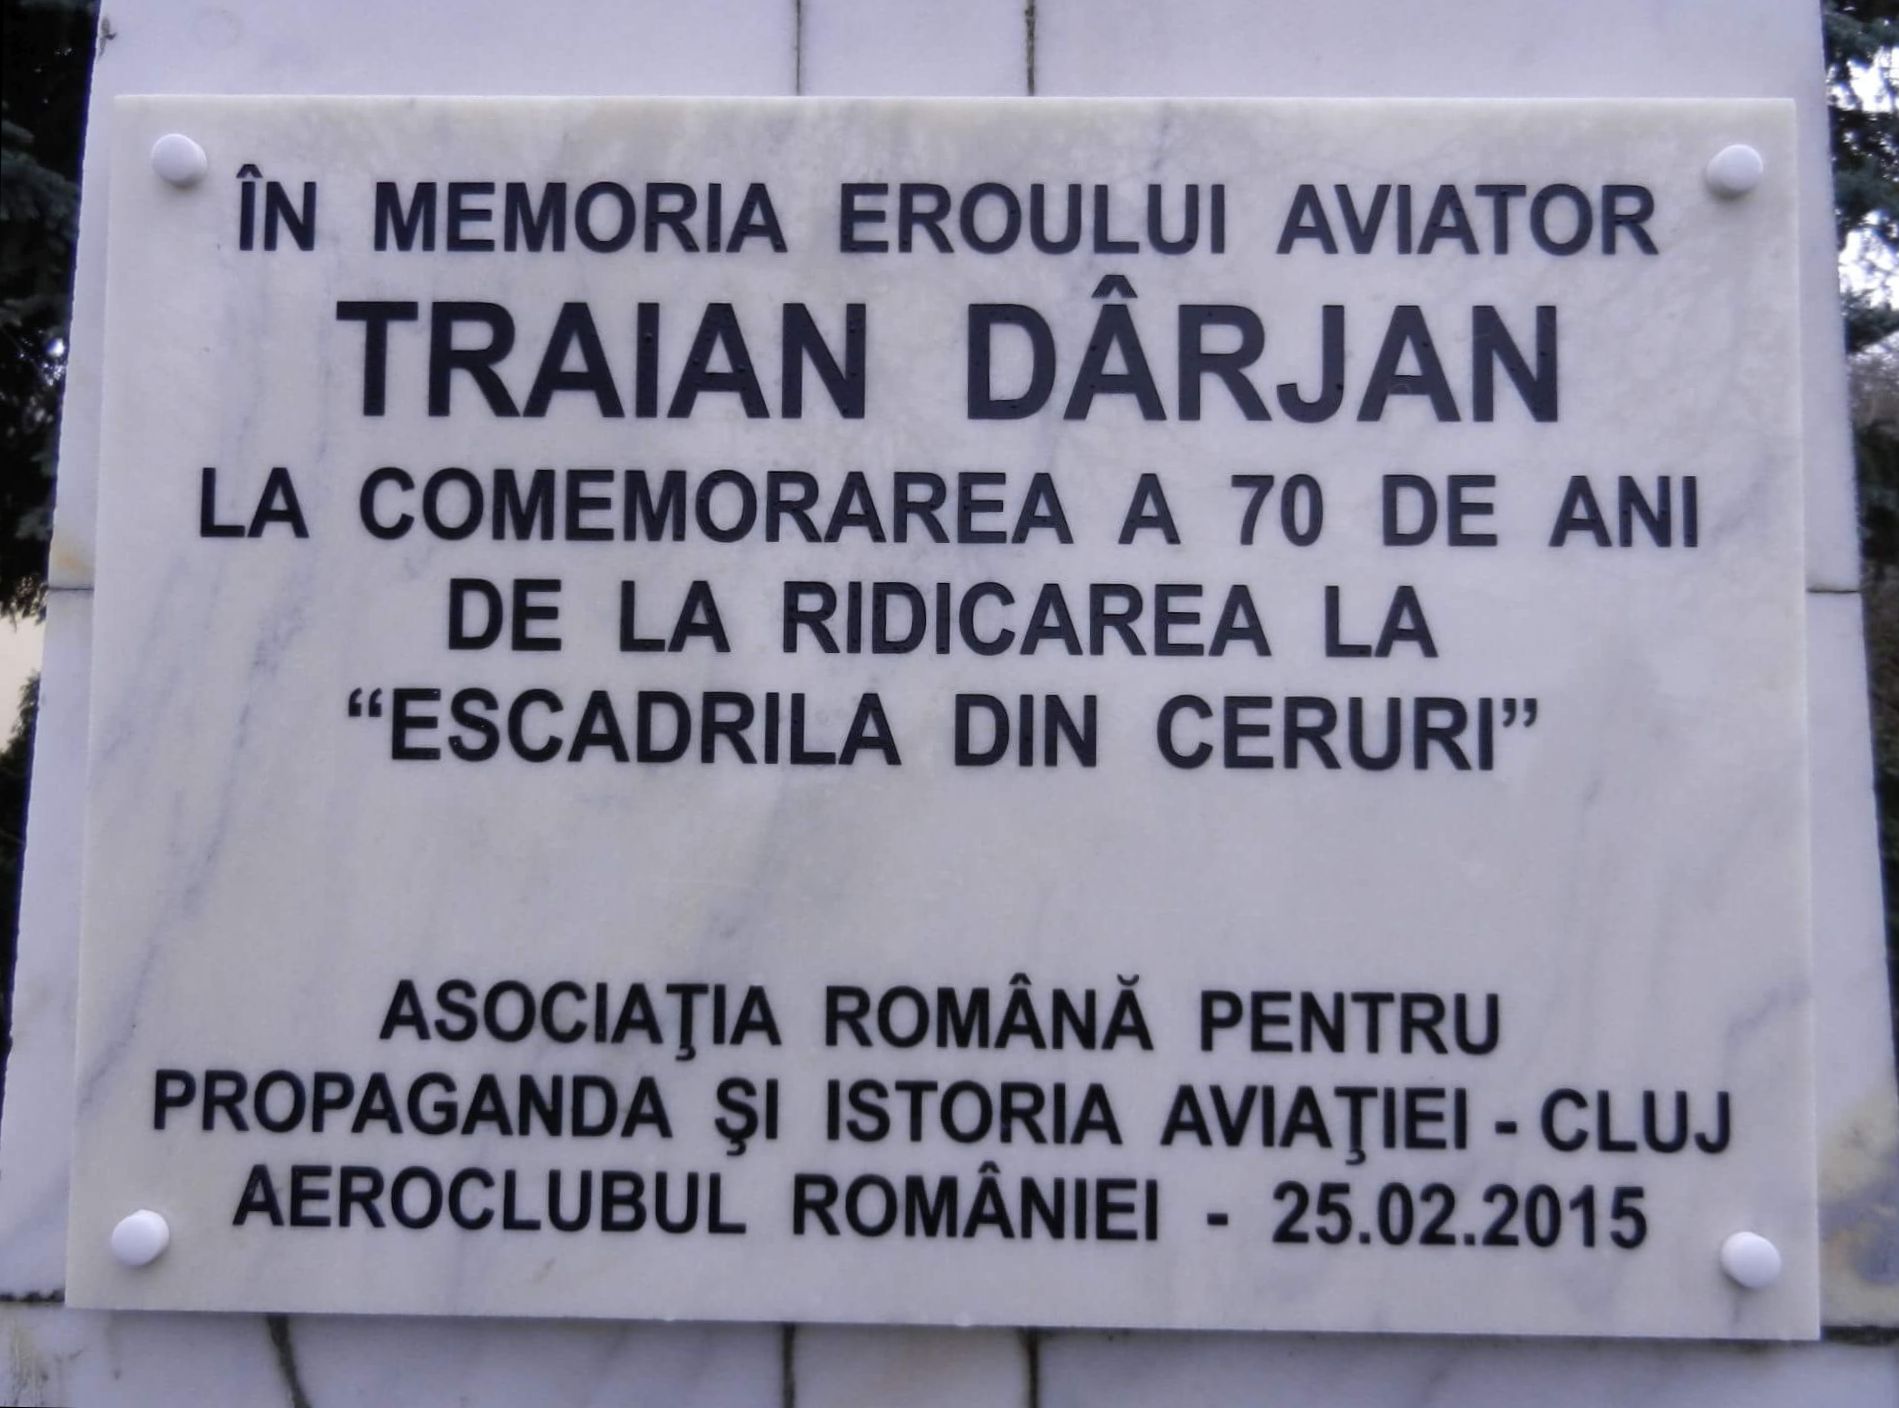 ÎN MEMORIA EROULUI AVIATOR
TRAIAN DÂRJAN
LA COMEMORAREA A 70 DE ANI
DE LA RIDICAREA LA
“ESCADRILA DIN CERURI”
ASOCIAŢIA ROMÂNĂ PENTRU
PROPAGANDA ŞI ISTORIA AVIAŢIEI - CLUJ
AEROCLUBUL ROMÂNIEI - 25.02.2015